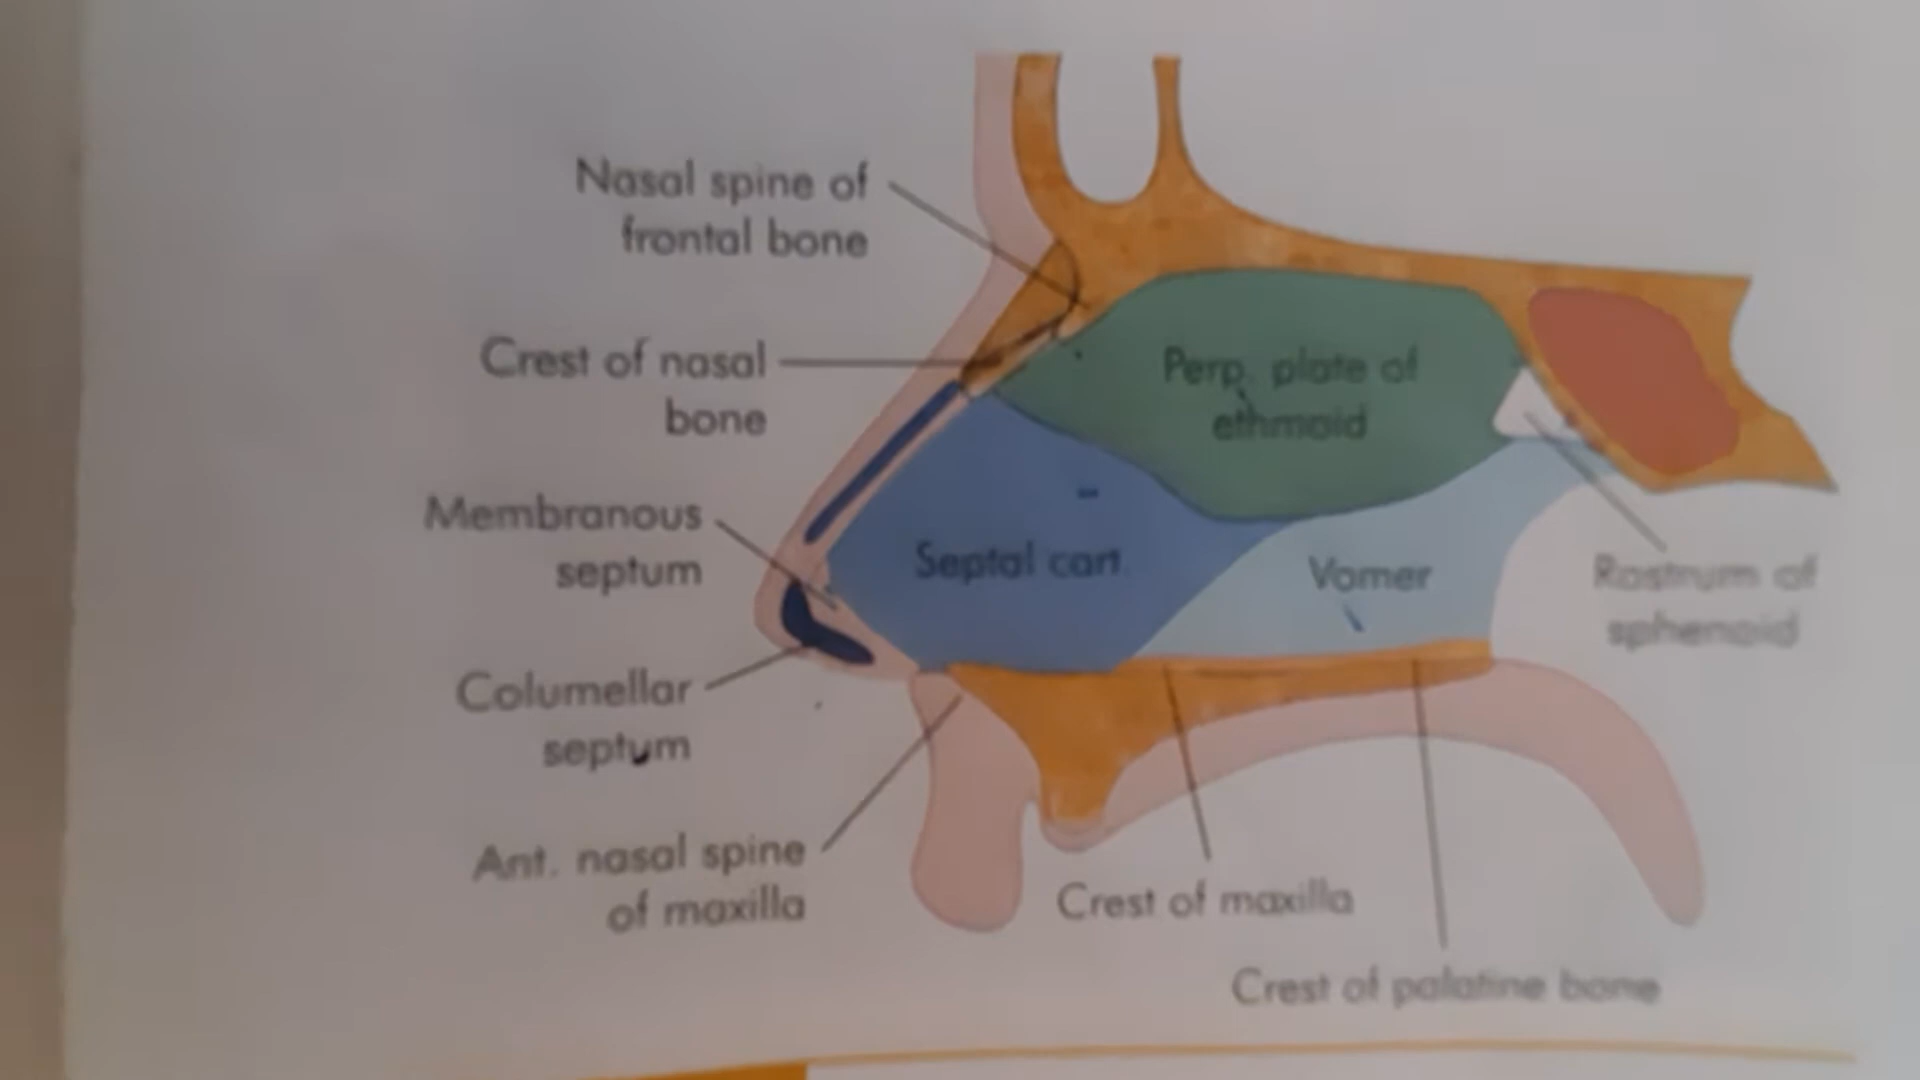 Nasal spine of
frontal bone
Crest of nasal
bone
Perp. plate of
ethmoid
Membranous
septum
Septal cart.
Vomer
Rostrum of
sphenoid
Columellar
septum
Ant. nasal spine
of maxilla
Crest of maxilla
Crest of palatine bone